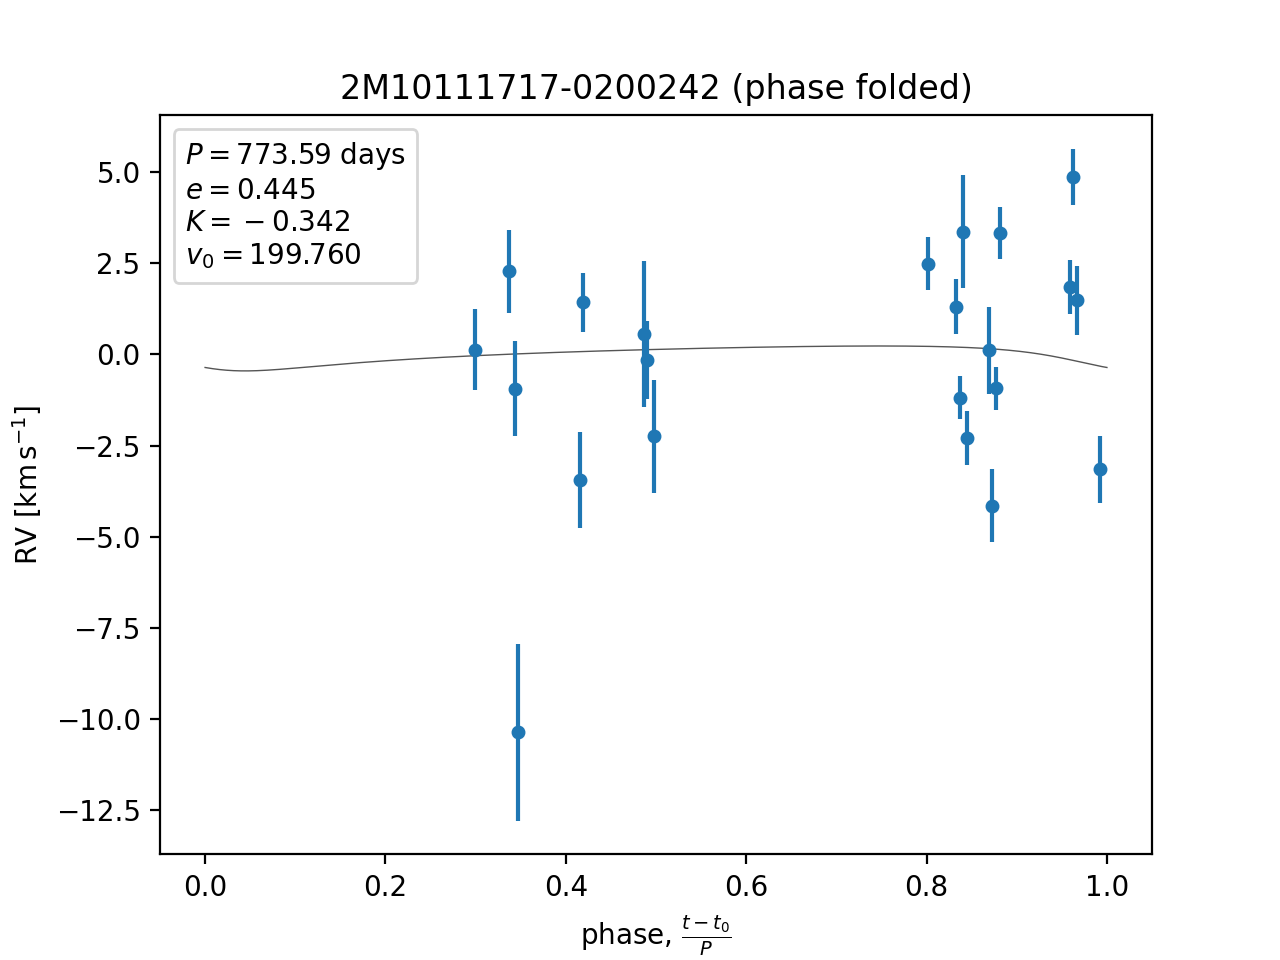 2M10111717-0200242 (phase folded)
P = 773.59 days
e = 0.445
K = −0.342
v₀ = 199.760
5.0
2.5
0.0
−2.5
−5.0
−7.5
−10.0
−12.5
RV [km s⁻¹]
0.0 0.2 0.4 0.6 0.8 1.0
phase, (t − t₀)/P